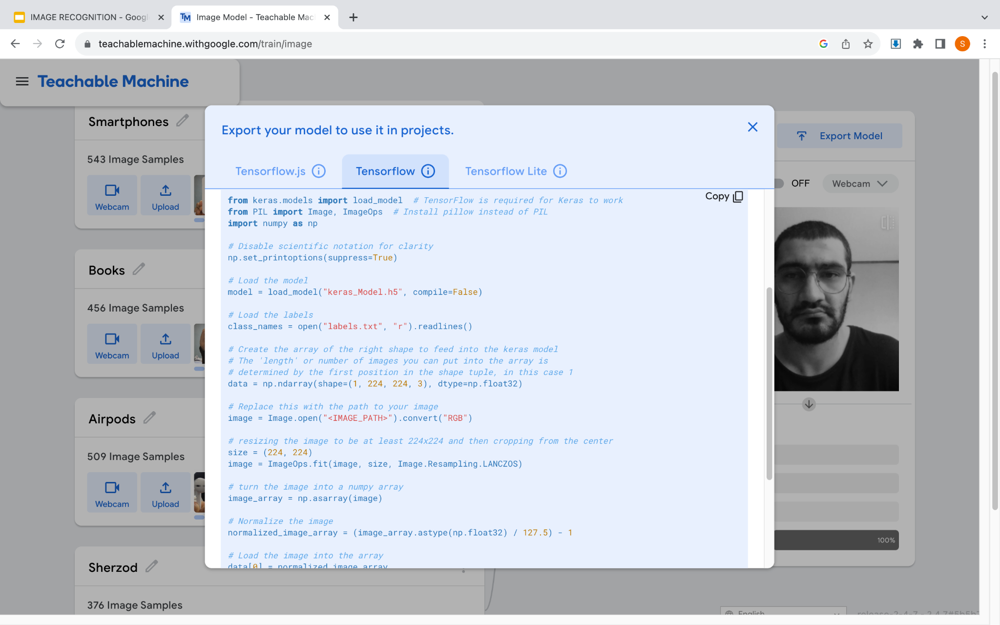 IMAGE RECOGNITION - Googl
Image Model - Teachable Mac
teachablemachine.withgoogle.com/train/image
S
Teachable Machine
Smartphones
543 Image Samples
Webcam
Upload
Books
456 Image Samples
Webcam
Upload
Airpods
509 Image Samples
Webcam
Upload
Sherzod
376 Image Samples
Export your model to use it in projects.
Tensorflow.js
Tensorflow
Tensorflow Lite
Copy
from keras.models import load_model  # TensorFlow is required for Keras to work
from PIL import Image, ImageOps  # Install pillow instead of PIL
import numpy as np
# Disable scientific notation for clarity
np.set_printoptions(suppress=True)
# Load the model
model = load_model("keras_Model.h5", compile=False)
# Load the labels
class_names = open("labels.txt", "r").readlines()
# Create the array of the right shape to feed into the keras model
# The 'length' or number of images you can put into the array is
# determined by the first position in the shape tuple, in this case 1
data = np.ndarray(shape=(1, 224, 224, 3), dtype=np.float32)
# Replace this with the path to your image
image = Image.open("<IMAGE_PATH>").convert("RGB")
# resizing the image to be at least 224x224 and then cropping from the center
size = (224, 224)
image = ImageOps.fit(image, size, Image.Resampling.LANCZOS)
# turn the image into a numpy array
image_array = np.asarray(image)
# Normalize the image
normalized_image_array = (image_array.astype(np.float32) / 127.5) - 1
# Load the image into the array
data[0] = normalized_image_array
Export Model
OFF
Webcam
100%
English